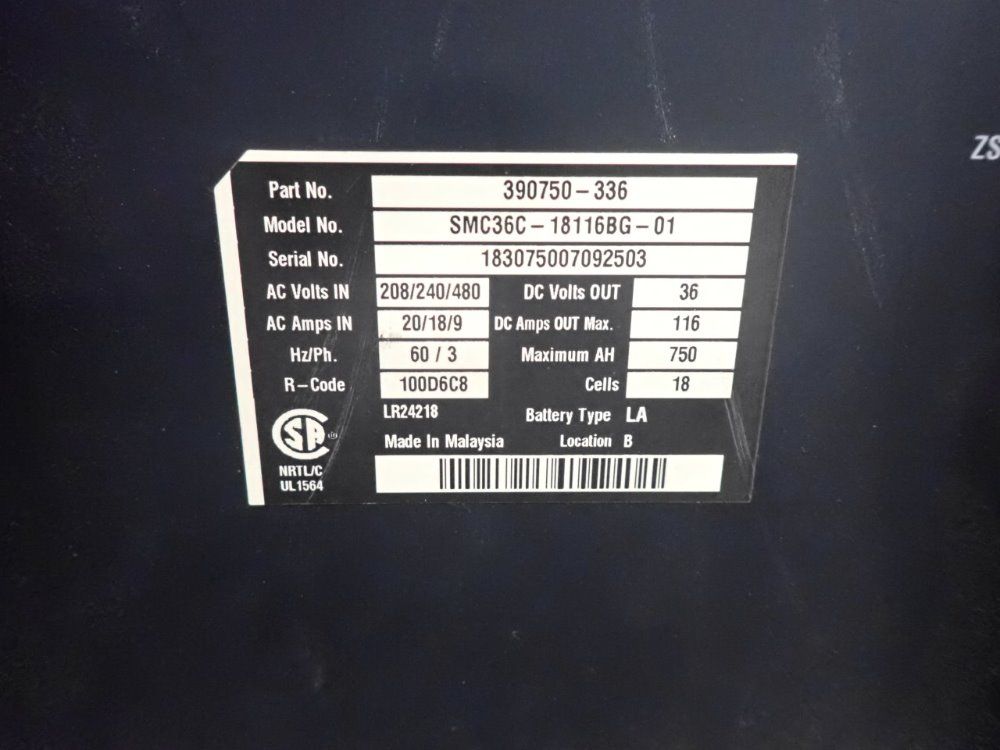 ZS
Part No. 390750-336
Model No. SMC36C-18116BG-01
Serial No. 183075007092503
AC Volts IN 208/240/480 DC Volts OUT 36
AC Amps IN 20/18/9 DC Amps OUT Max. 116
Hz/Ph. 60 / 3 Maximum AH 750
R-Code 100D6C8 Cells 18
LR24218 Battery Type LA
SA
Made In Malaysia Location B
NRTL/C
UL1564